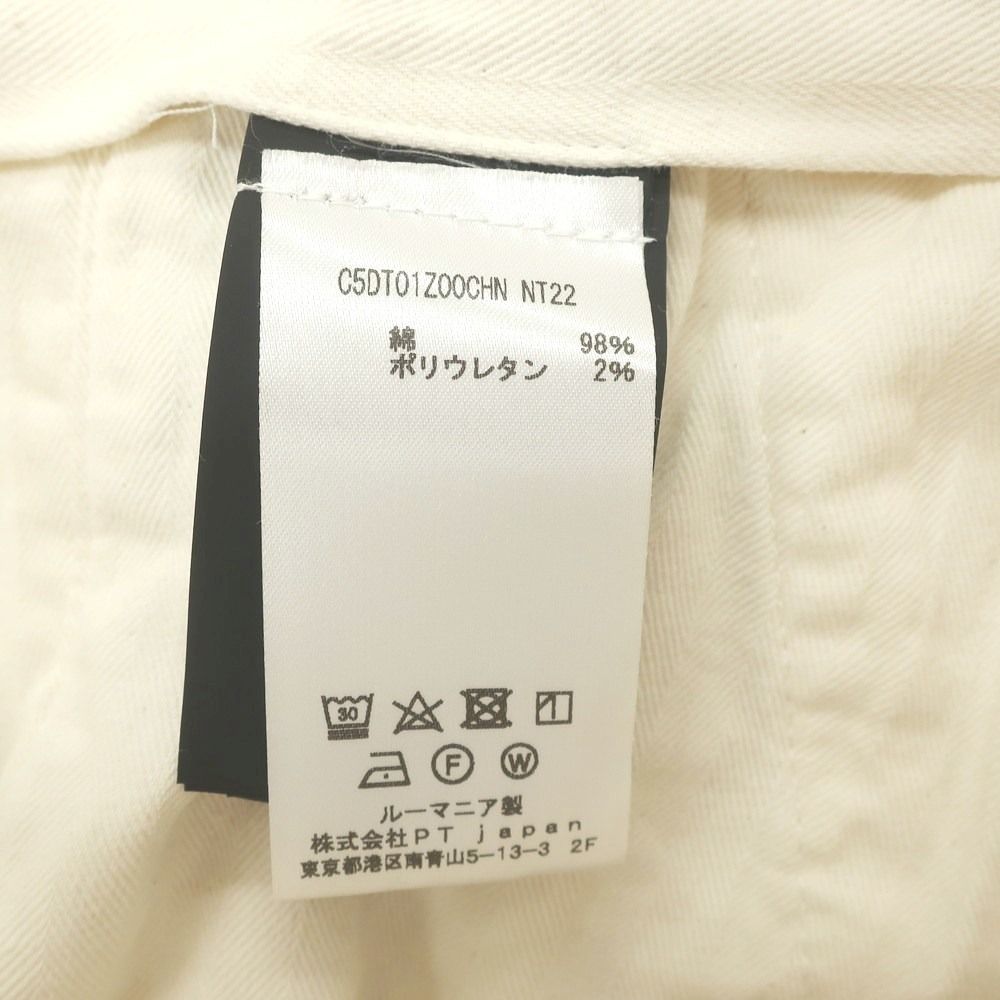 C5DT01Z00CHN NT22
綿 98%
ポリウレタン 2%
30
F W
ルーマニア製
株式会社PT japan
東京都港区南青山5-13-3 2F